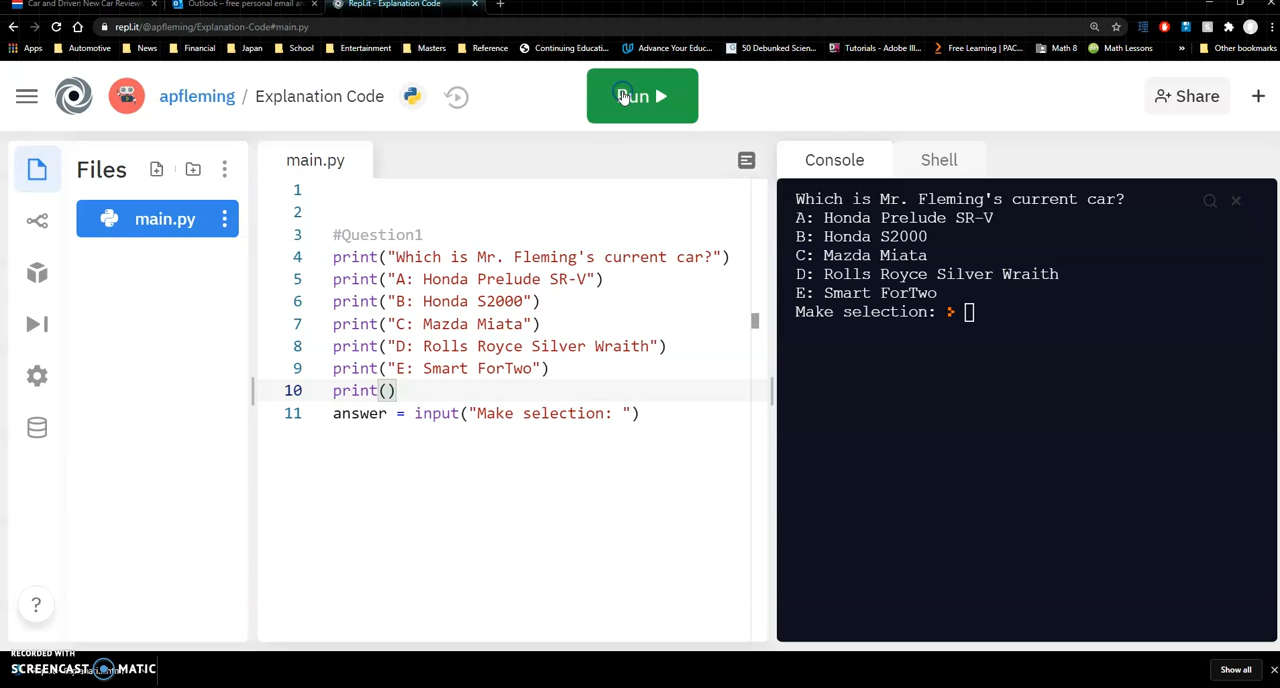 Car and Driver: New Car Reviews
Outlook – free personal email an
Repl.it - Explanation Code
repl.it/@apfleming/Explanation-Code#main.py
Apps
Automotive
News
Financial
Japan
School
Entertainment
Masters
Reference
Continuing Educati...
Advance Your Educ...
50 Debunked Scien...
Tutorials - Adobe Ill...
Free Learning | PAC...
Math 8
Math Lessons
»
Other bookmarks
apfleming / Explanation Code
Run
Share
Files
main.py
main.py
1
2
3 #Question1
4 print("Which is Mr. Fleming's current car?")
5 print("A: Honda Prelude SR-V")
6 print("B: Honda S2000")
7 print("C: Mazda Miata")
8 print("D: Rolls Royce Silver Wraith")
9 print("E: Smart ForTwo")
10 print()
11 answer = input("Make selection: ")
Console
Shell
Which is Mr. Fleming's current car?
A: Honda Prelude SR-V
B: Honda S2000
C: Mazda Miata
D: Rolls Royce Silver Wraith
E: Smart ForTwo
Make selection: >
?
RECORDED WITH
SCREENCAST MATIC
Show all